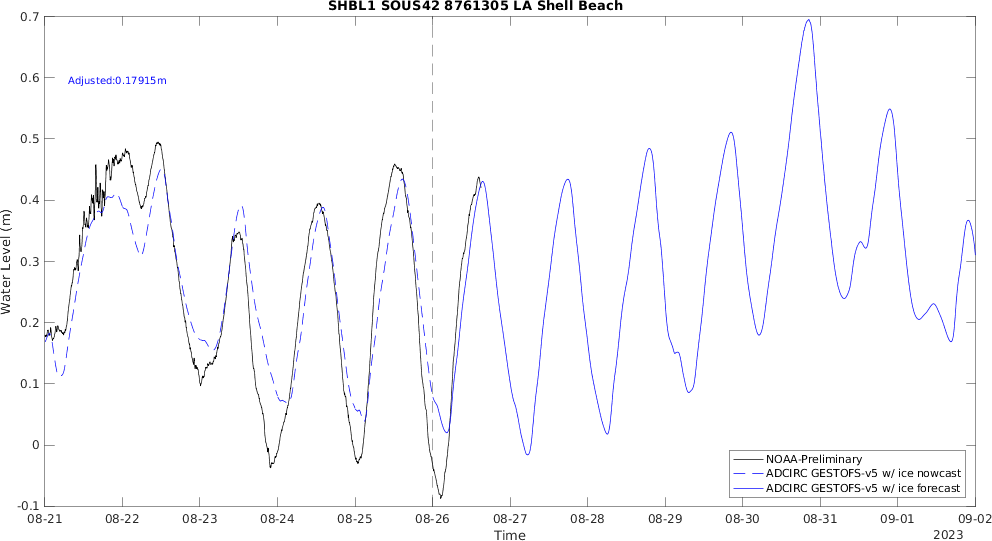 SHBL1 SOUS42 8761305 LA Shell Beach
0.7
0.6
0.5
0.4
0.3
0.2
0.1
0
-0.1
Water Level (m)
Adjusted:0.17915m
NOAA-Preliminary
ADCIRC GESTOFS-v5 w/ ice nowcast
ADCIRC GESTOFS-v5 w/ ice forecast
08-21 08-22 08-23 08-24 08-25 08-26 08-27 08-28 08-29 08-30 08-31 09-01 09-02
Time
2023